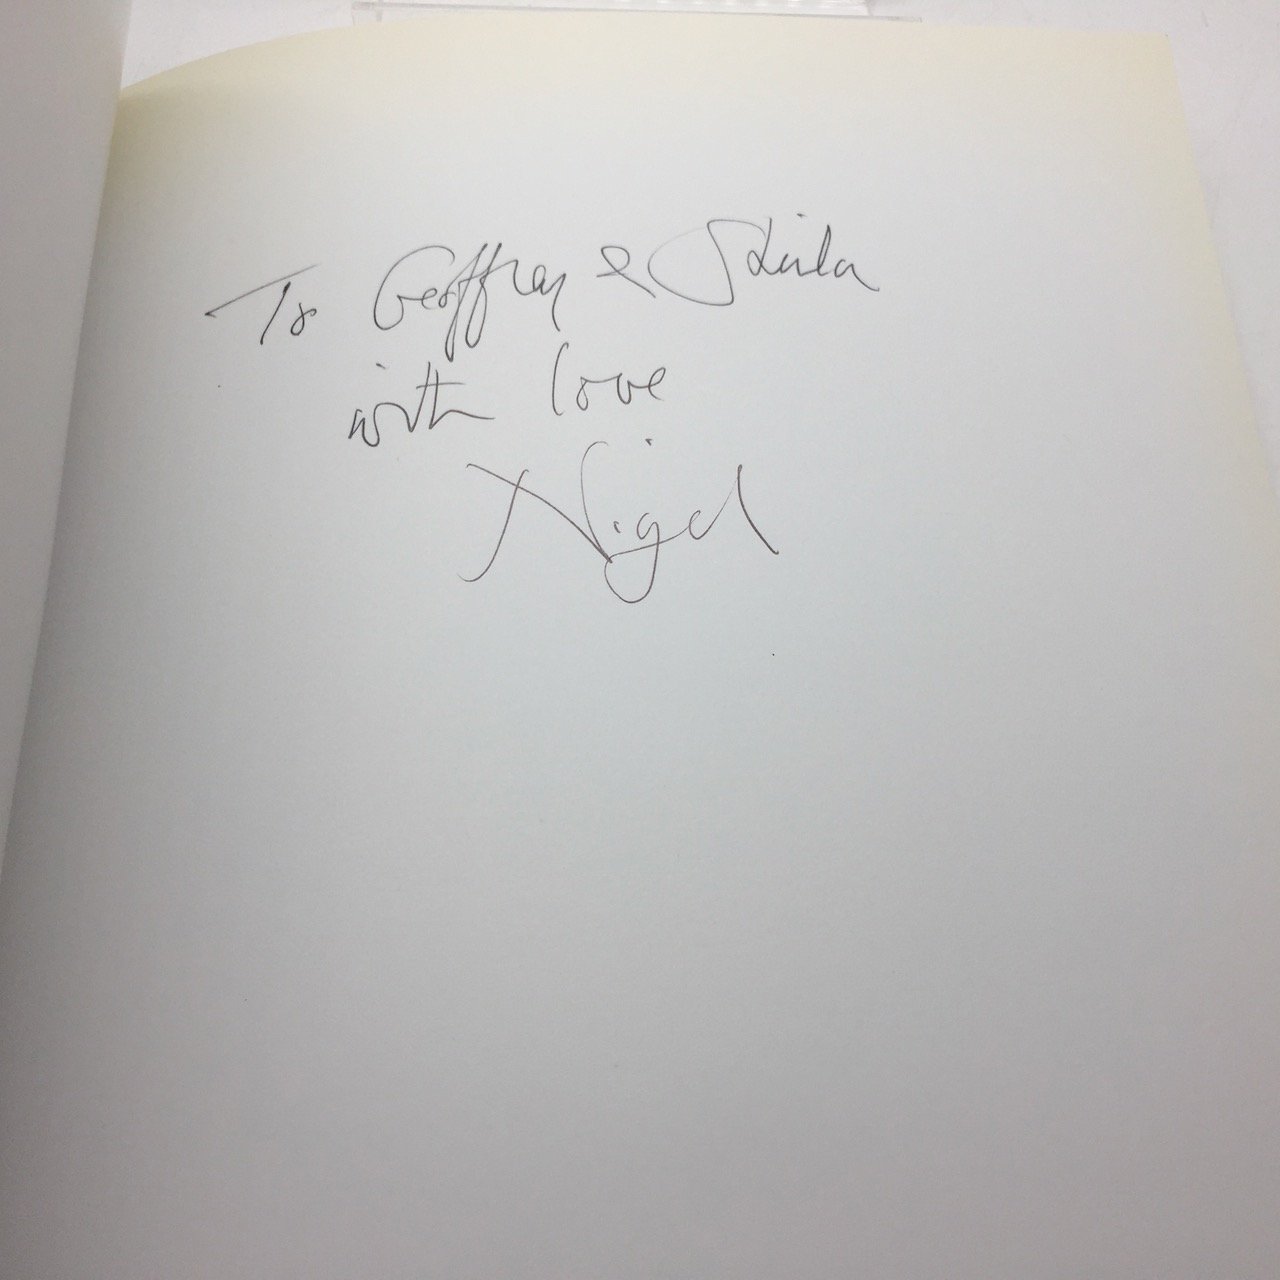 To Geoffrey & Sheila
with love
Nigel